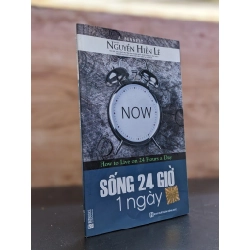 NGUYỄN HIẾN LÊ
NOW
How to Live on 24 Hours a Day
SỐNG 24 GIỜ
1 ngày